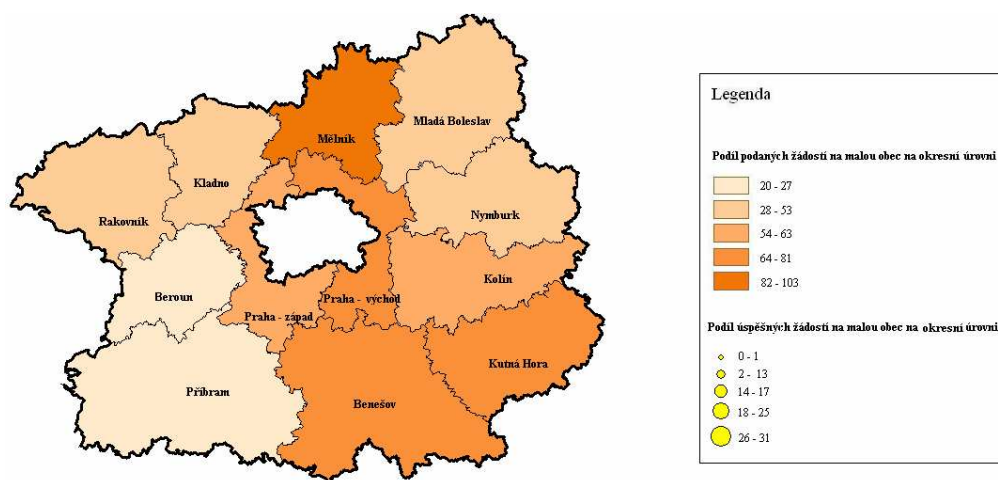 Mělník
Mladá Boleslav
Kladno
Rakovník
Nymburk
Kolín
Beroun
Praha - východ
Praha - západ
Kutná Hora
Příbram
Benešov
Legenda
Podíl podaných žádostí na malou obec na okresní úrovni
20 - 27
28 - 53
54 - 63
64 - 81
82 - 103
Podíl úspěšných žádostí na malou obec na okresní úrovni
0 - 1
2 - 13
14 - 17
18 - 25
26 - 31